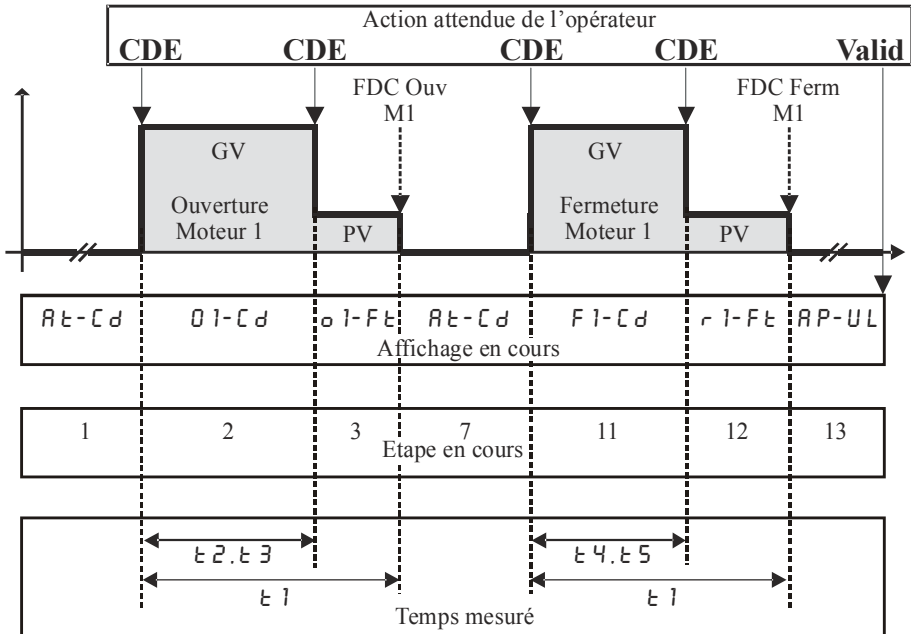 Action attendue de l'opérateur
CDE CDE CDE CDE Valid
FDC Ouv
M1
FDC Ferm
M1
GV
Ouverture
Moteur 1
PV
GV
Fermeture
Moteur 1
PV
At-Cd O1-Cd o1-Ft At-Cd F1-Cd r1-Ft AP-UL
Affichage en cours
1 2 3 7 11 12 13
Etape en cours
t2.t3 t4.t5
t1 t1
Temps mesuré